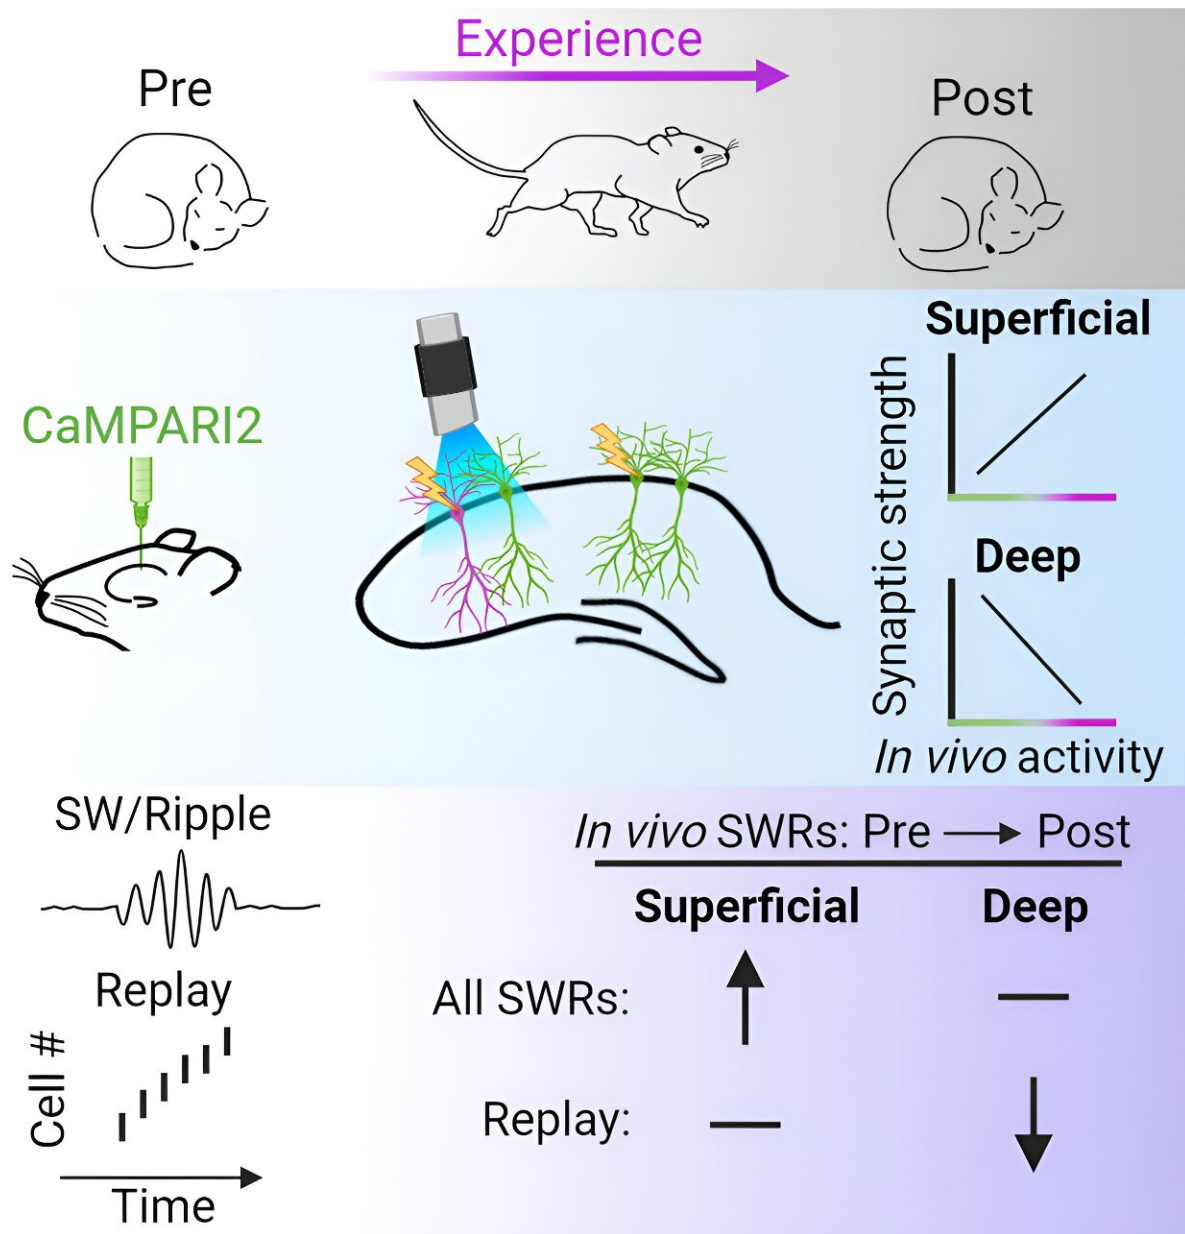 Experience
Pre
Post
CaMPARI2
Superficial
Synaptic strength
Deep
In vivo activity
SW/Ripple
Replay
Cell #
Time
In vivo SWRs: Pre → Post
Superficial Deep
All SWRs:
Replay: